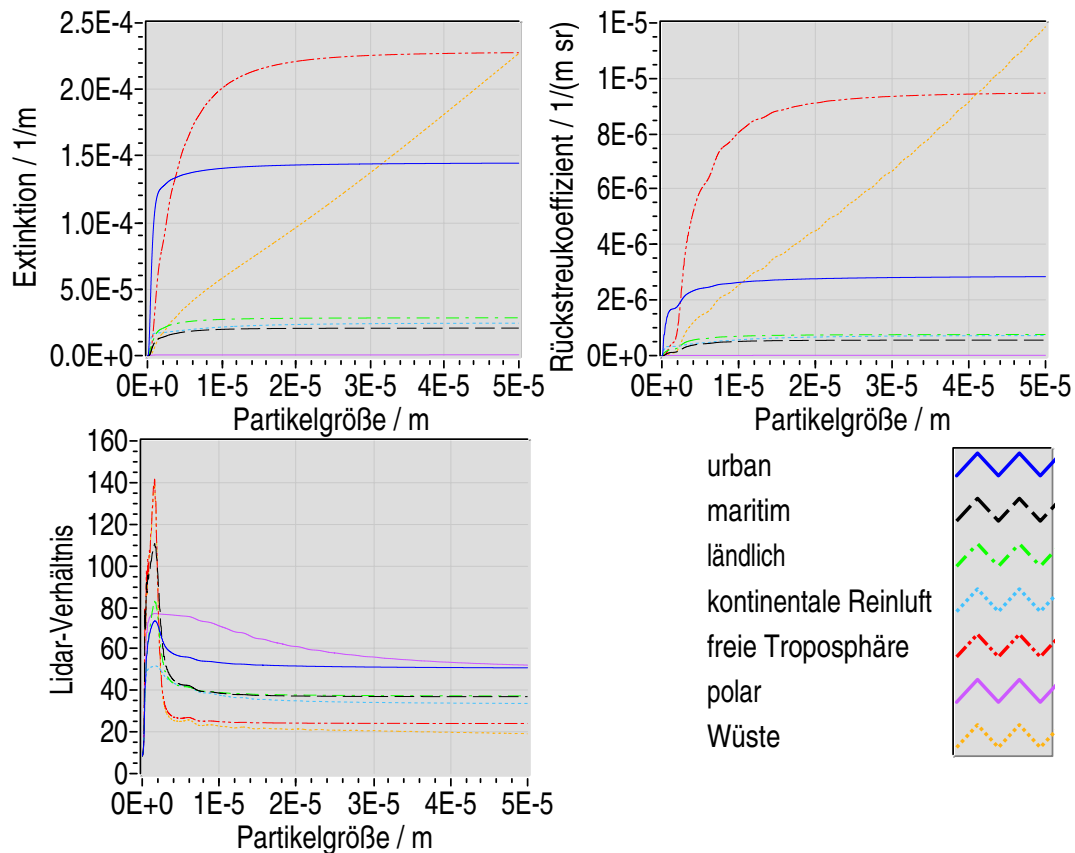 Extinktion / 1/m
2.5E-4
2.0E-4
1.5E-4
1.0E-4
5.0E-5
0.0E+0
0E+0 1E-5 2E-5 3E-5 4E-5 5E-5
Partikelgröße / m
Rückstreukoeffizient / 1/(m sr)
1E-5
1E-5
8E-6
6E-6
4E-6
2E-6
0E+0
0E+0 1E-5 2E-5 3E-5 4E-5 5E-5
Partikelgröße / m
Lidar-Verhältnis
160
140
120
100
80
60
40
20
0
0E+0 1E-5 2E-5 3E-5 4E-5 5E-5
Partikelgröße / m
urban
maritim
ländlich
kontinentale Reinluft
freie Troposphäre
polar
Wüste